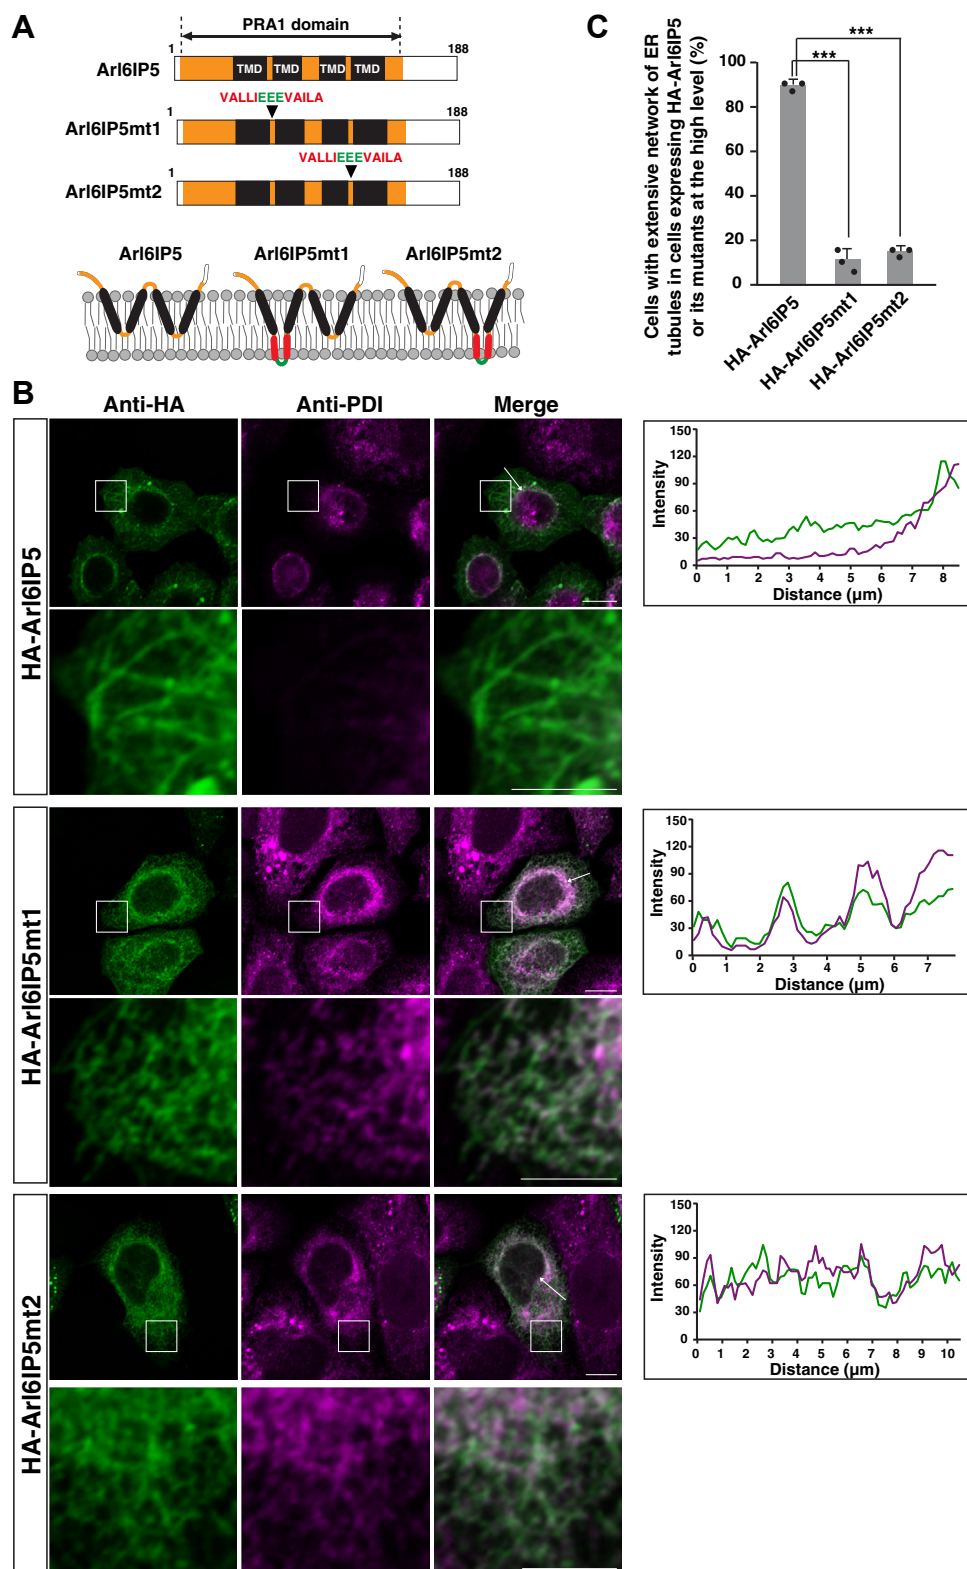 A
PRA1 domain
1
188
Arl6IP5
TMD TMD TMD TMD
VALLIEEEVAILA
1
188
Arl6IP5mt1
VALLIEEEVAILA
1
188
Arl6IP5mt2
Arl6IP5 Arl6IP5mt1 Arl6IP5mt2
C
Cells with extensive network of ER
tubules in cells expressing HA-Arl6IP5
or its mutants at the high level (%)
100
80
60
40
20
0
***
***
HA-Arl6IP5
HA-Arl6IP5mt1
HA-Arl6IP5mt2
B
Anti-HA Anti-PDI Merge
HA-Arl6IP5
Intensity
150
120
90
60
30
0
0 1 2 3 4 5 6 7 8
Distance (µm)
HA-Arl6IP5mt1
Intensity
150
120
90
60
30
0
0 1 2 3 4 5 6 7
Distance (µm)
HA-Arl6IP5mt2
Intensity
150
120
90
60
30
0
0 1 2 3 4 5 6 7 8 9 10
Distance (µm)